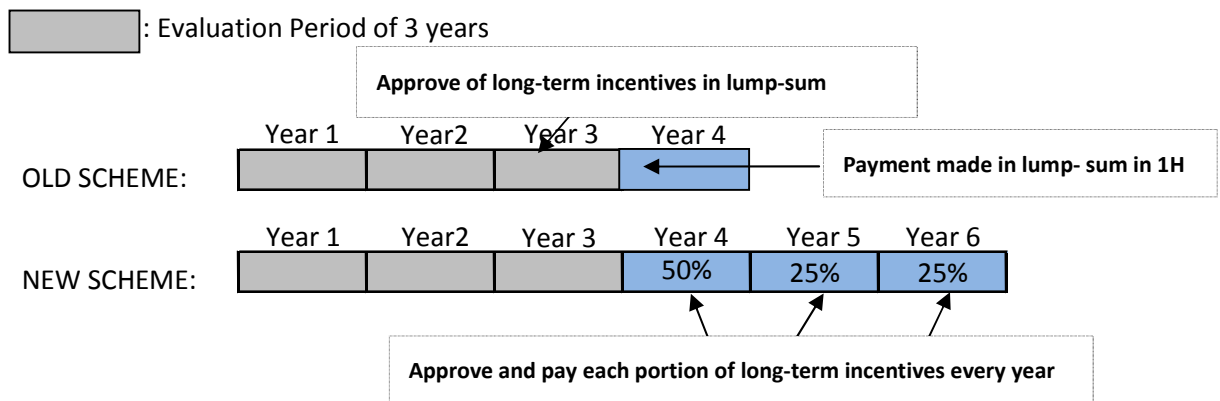 : Evaluation Period of 3 years
Approve of long-term incentives in lump-sum
Year 1 Year2 Year 3 Year 4
OLD SCHEME:
Payment made in lump- sum in 1H
Year 1 Year2 Year 3 Year 4 Year 5 Year 6
NEW SCHEME: 50% 25% 25%
Approve and pay each portion of long-term incentives every year